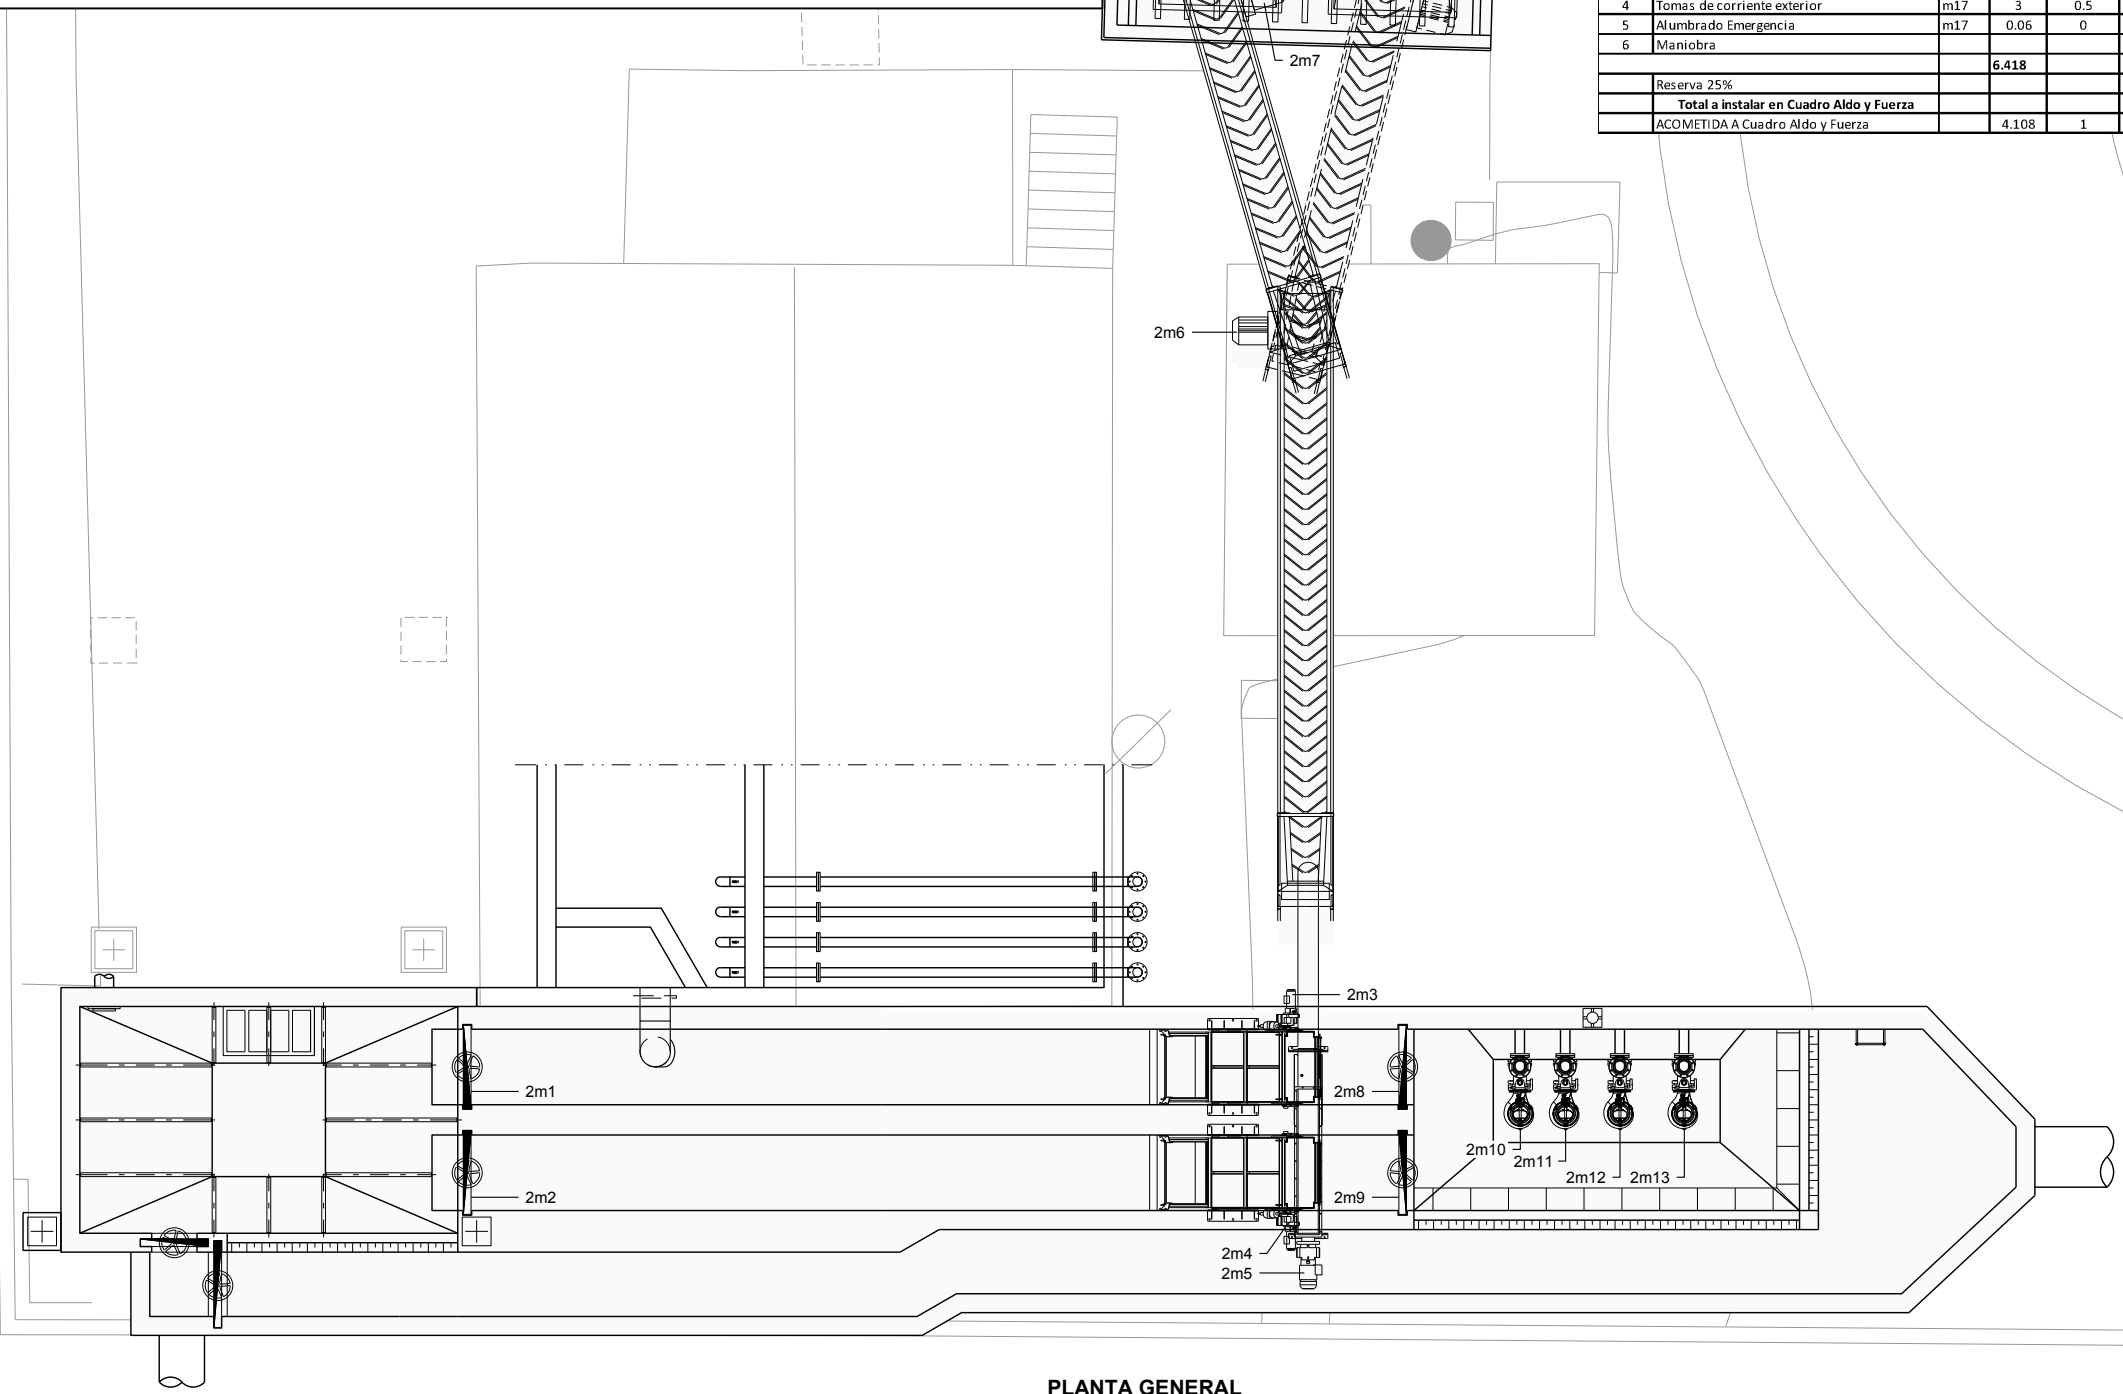 4 Tomas de corriente exterior m17 3 0.5
5 Alumbrado Emergencia m17 0.06 0
6 Maniobra
6.418
Reserva 25%
Total a instalar en Cuadro Aldo y Fuerza
ACOMETIDA A Cuadro Aldo y Fuerza 4.108 1
2m7
2m6
2m3
2m1
2m8
2m10
2m11
2m12
2m13
2m2
2m9
2m4
2m5
PLANTA GENERAL